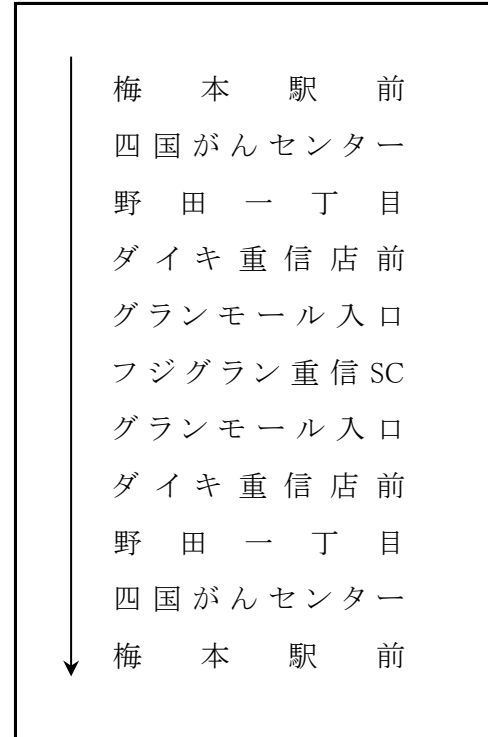 梅本駅前
四国がんセンター
野田一丁目
ダイキ重信店前
グランモール入口
フジグラン重信SC
グランモール入口
ダイキ重信店前
野田一丁目
四国がんセンター
梅本駅前